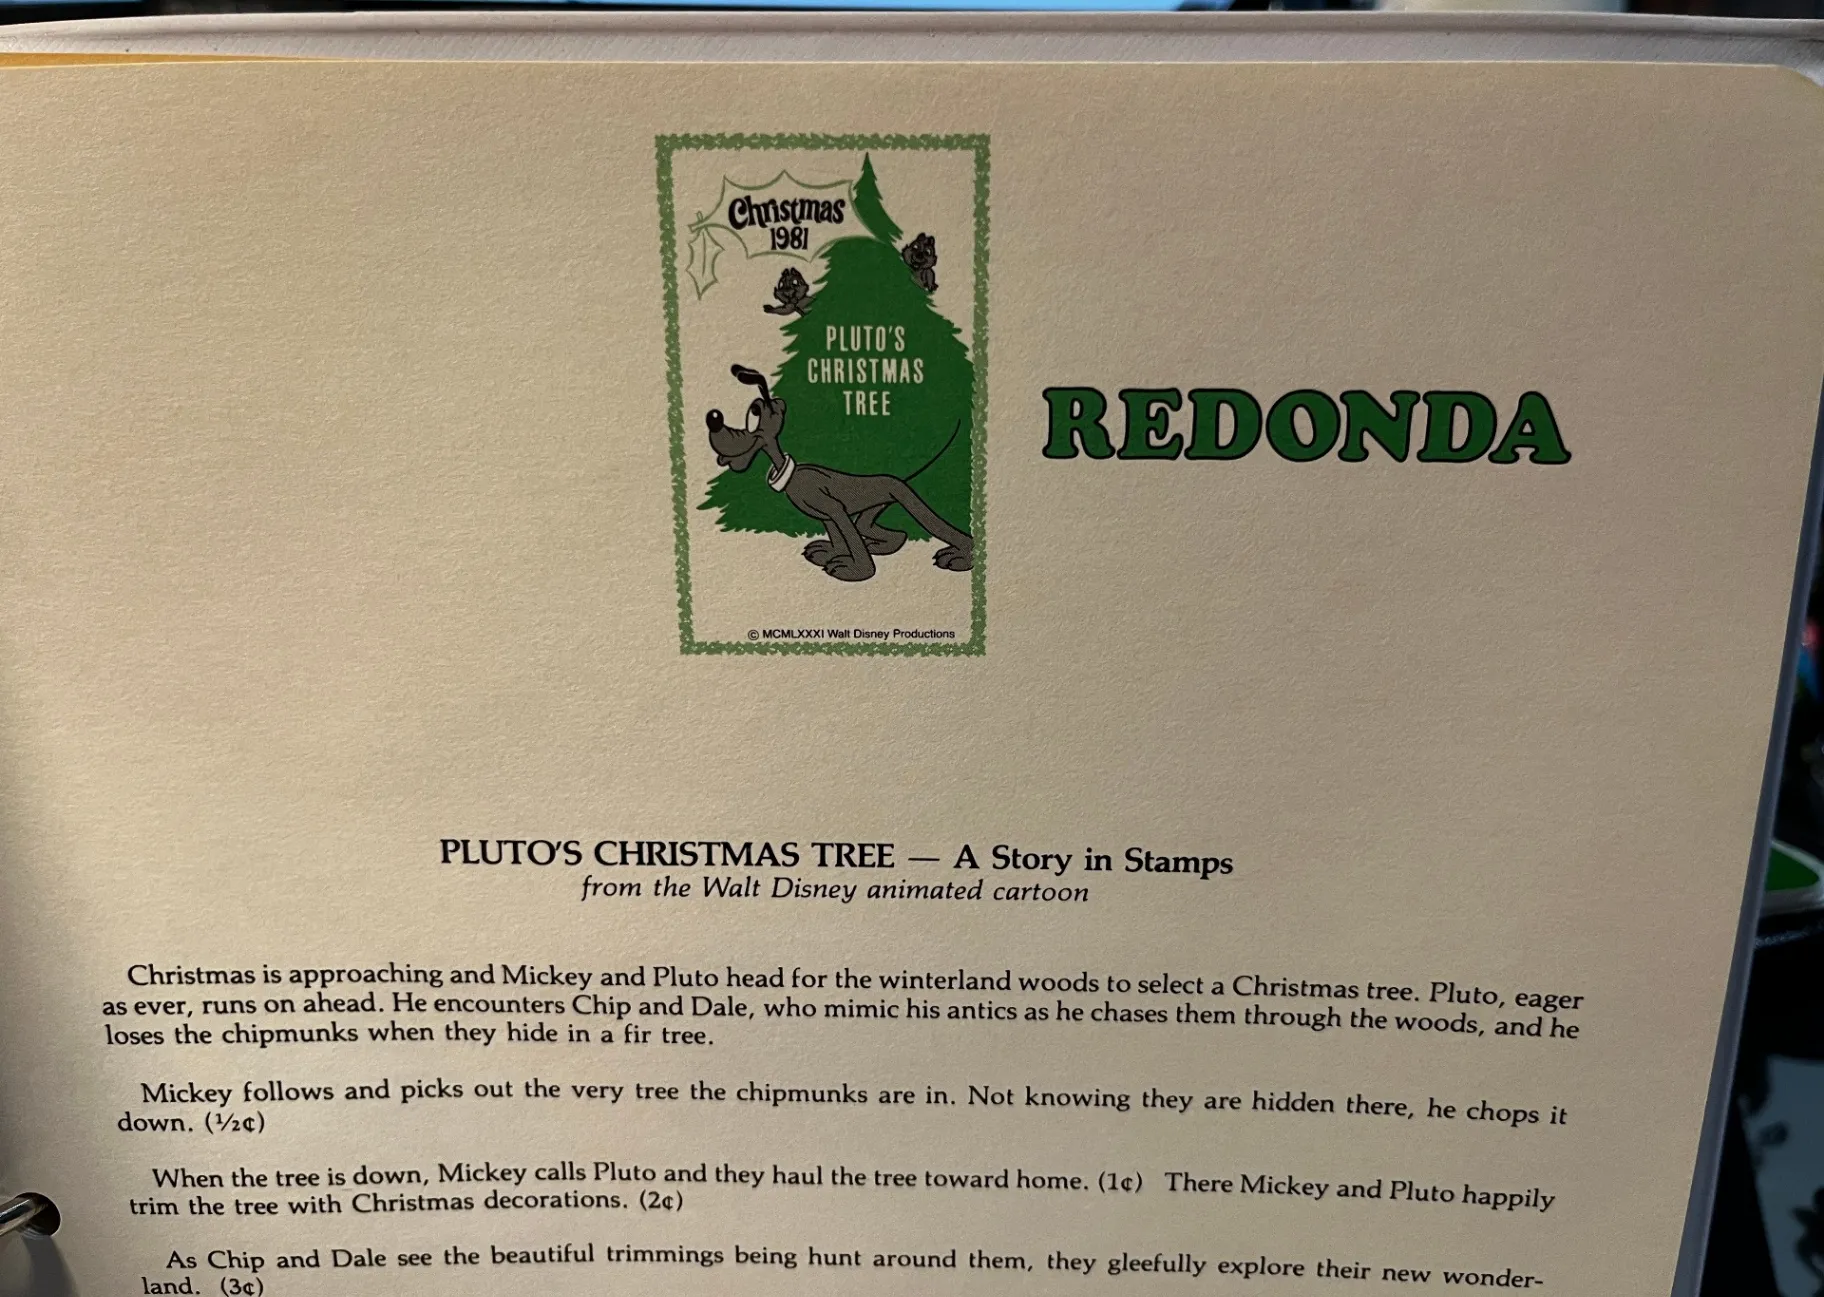 Christmas
1981
PLUTO'S
CHRISTMAS
TREE
© MCMLXXXI Walt Disney Productions
REDONDA
PLUTO'S CHRISTMAS TREE — A Story in Stamps
from the Walt Disney animated cartoon
Christmas is approaching and Mickey and Pluto head for the winterland woods to select a Christmas tree. Pluto, eager
as ever, runs on ahead. He encounters Chip and Dale, who mimic his antics as he chases them through the woods, and he
loses the chipmunks when they hide in a fir tree.
Mickey follows and picks out the very tree the chipmunks are in. Not knowing they are hidden there, he chops it
down. (½¢)
When the tree is down, Mickey calls Pluto and they haul the tree toward home. (1¢) There Mickey and Pluto happily
trim the tree with Christmas decorations. (2¢)
As Chip and Dale see the beautiful trimmings being hunt around them, they gleefully explore their new wonder-
land. (3¢)